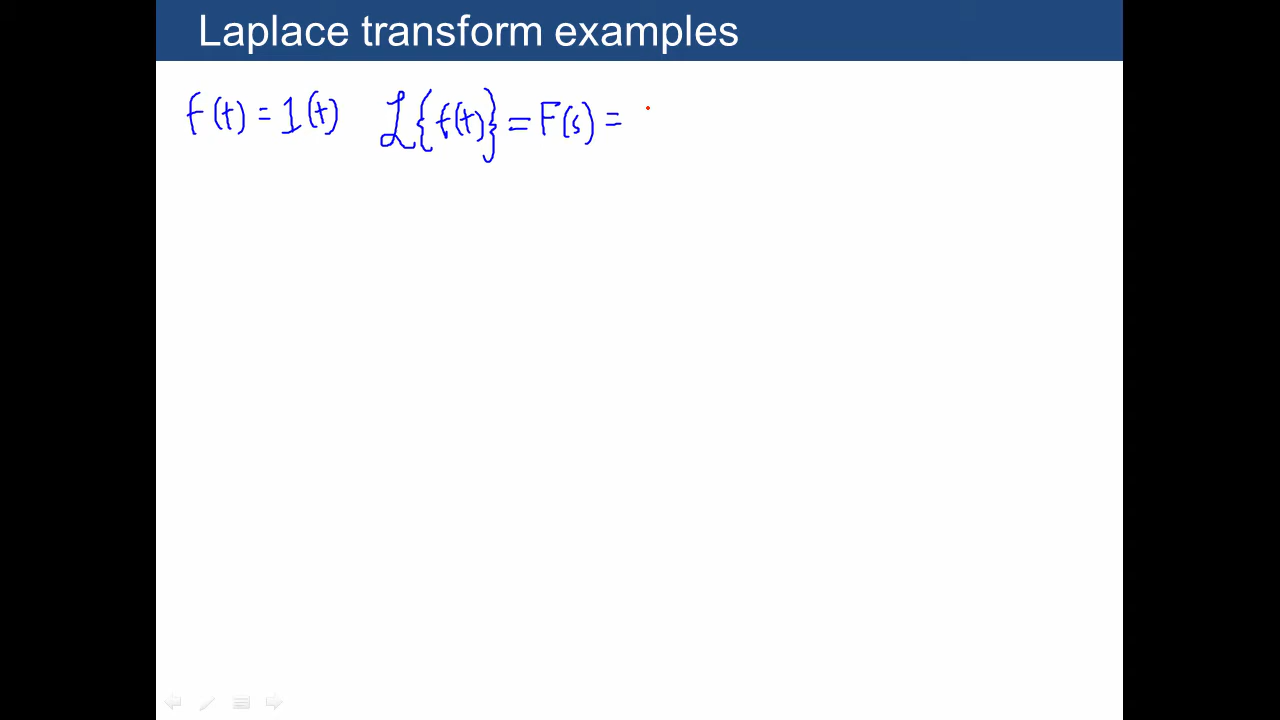 Laplace transform examples
f(t) = 1(t) ℒ{f(t)} = F(s) =